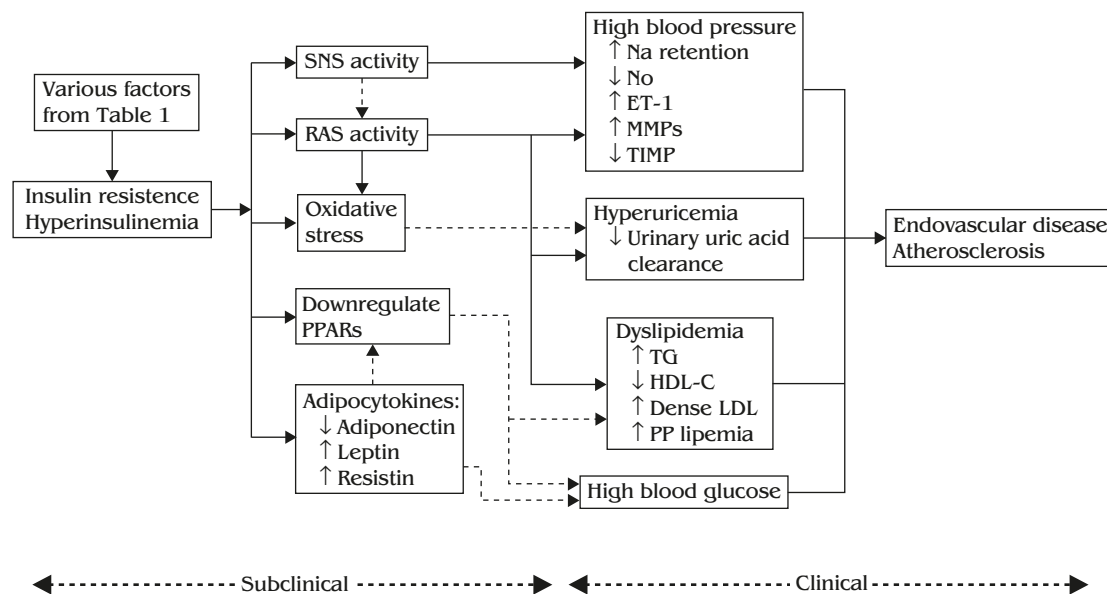 Various factors
from Table 1
Insulin resistence
Hyperinsulinemia
SNS activity
RAS activity
Oxidative
stress
Downregulate
PPARs
Adipocytokines:
↓ Adiponectin
↑ Leptin
↑ Resistin
High blood pressure
↑ Na retention
↓ No
↑ ET-1
↑ MMPs
↓ TIMP
Hyperuricemia
↓ Urinary uric acid
clearance
Dyslipidemia
↑ TG
↓ HDL-C
↑ Dense LDL
↑ PP lipemia
High blood glucose
Endovascular disease
Atherosclerosis
Subclinical
Clinical